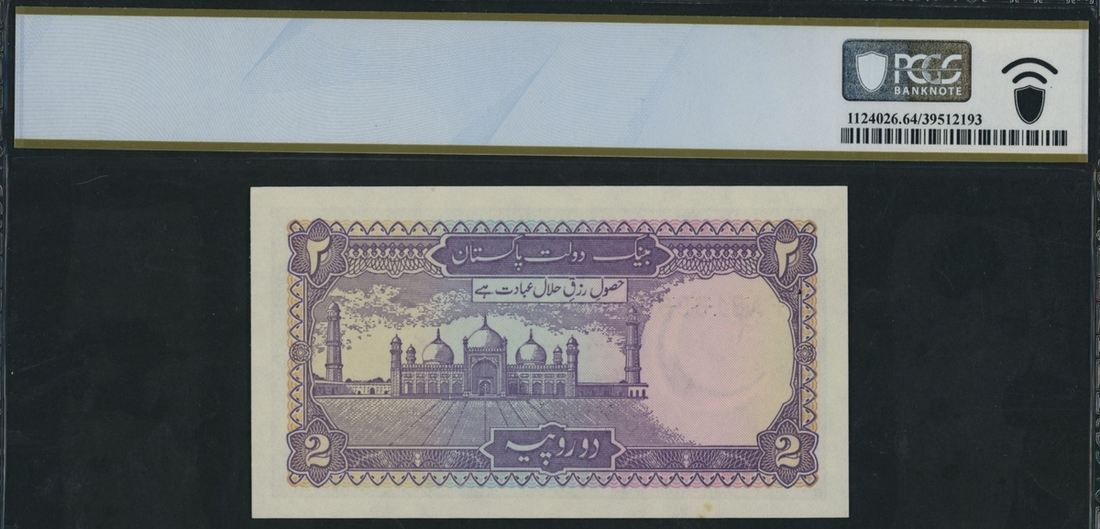 PCGS
BANKNOTE
1124026.64/39512193
۲ بینک دولت پاکستان ۲
حصولِ رزقِ حلال عبادت ہے
2 دو روپیہ 2